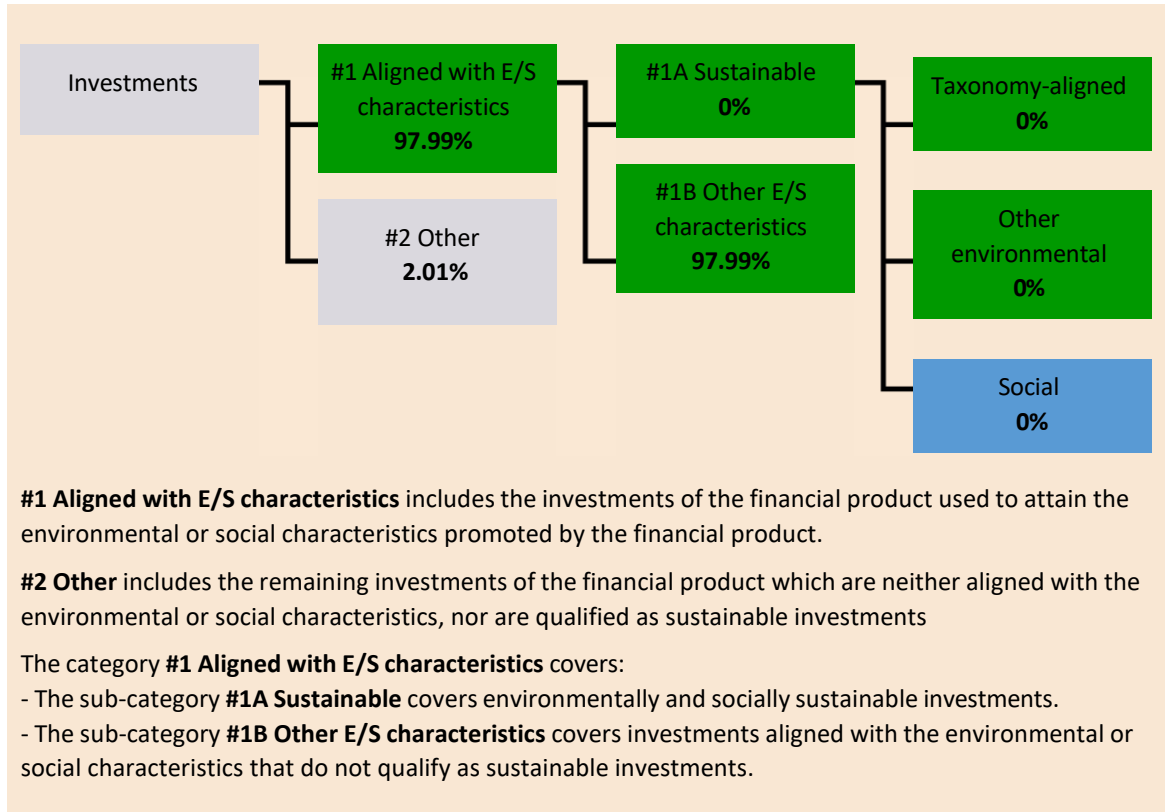 Investments
#1 Aligned with E/S
characteristics
97.99%
#2 Other
2.01%
#1A Sustainable
0%
#1B Other E/S
characteristics
97.99%
Taxonomy-aligned
0%
Other
environmental
0%
Social
0%
#1 Aligned with E/S characteristics includes the investments of the financial product used to attain the
environmental or social characteristics promoted by the financial product.
#2 Other includes the remaining investments of the financial product which are neither aligned with the
environmental or social characteristics, nor are qualified as sustainable investments
The category #1 Aligned with E/S characteristics covers:
- The sub-category #1A Sustainable covers environmentally and socially sustainable investments.
- The sub-category #1B Other E/S characteristics covers investments aligned with the environmental or
social characteristics that do not qualify as sustainable investments.